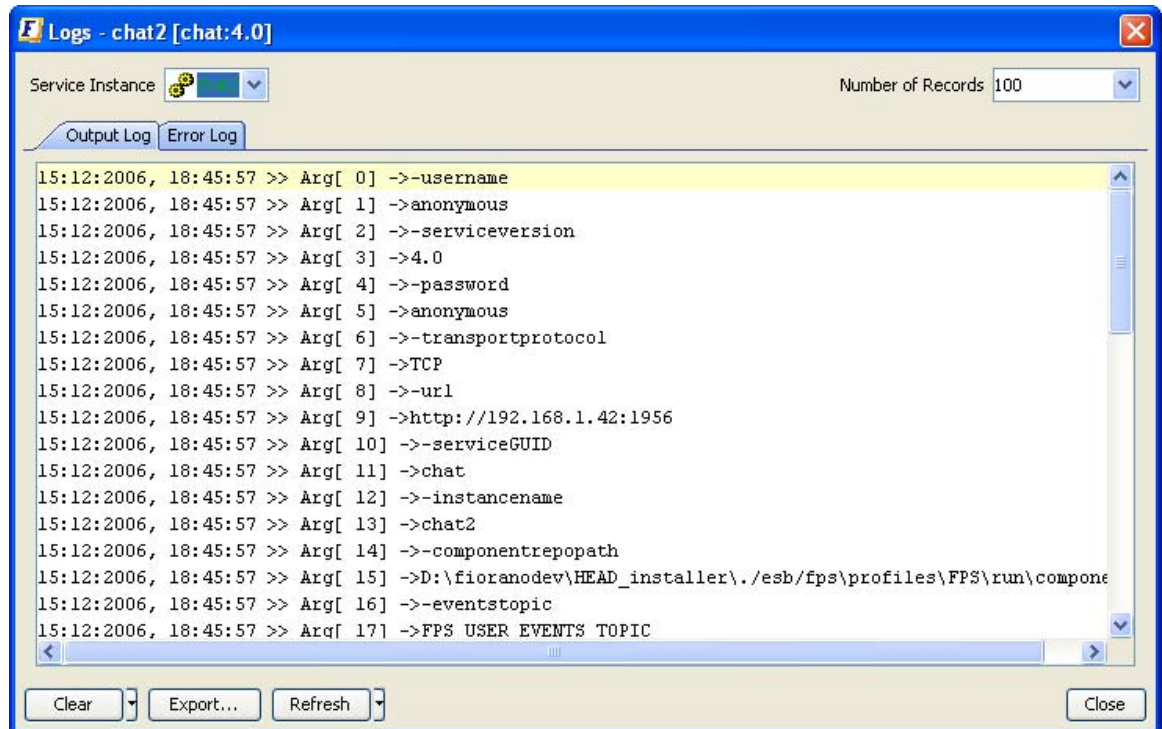 Logs - chat2 [chat:4.0]
Service Instance
Number of Records 100
Output Log Error Log
15:12:2006, 18:45:57 >> Arg[ 0] ->-username
15:12:2006, 18:45:57 >> Arg[ 1] ->anonymous
15:12:2006, 18:45:57 >> Arg[ 2] ->-serviceversion
15:12:2006, 18:45:57 >> Arg[ 3] ->4.0
15:12:2006, 18:45:57 >> Arg[ 4] ->-password
15:12:2006, 18:45:57 >> Arg[ 5] ->anonymous
15:12:2006, 18:45:57 >> Arg[ 6] ->-transportprotocol
15:12:2006, 18:45:57 >> Arg[ 7] ->TCP
15:12:2006, 18:45:57 >> Arg[ 8] ->-url
15:12:2006, 18:45:57 >> Arg[ 9] ->http://192.168.1.42:1956
15:12:2006, 18:45:57 >> Arg[ 10] ->-serviceGUID
15:12:2006, 18:45:57 >> Arg[ 11] ->chat
15:12:2006, 18:45:57 >> Arg[ 12] ->-instancename
15:12:2006, 18:45:57 >> Arg[ 13] ->chat2
15:12:2006, 18:45:57 >> Arg[ 14] ->-componentrepopath
15:12:2006, 18:45:57 >> Arg[ 15] ->D:\fioranodev\HEAD_installer\./esb/fps\profiles\FPS\run\compone
15:12:2006, 18:45:57 >> Arg[ 16] ->-eventstopic
15:12:2006, 18:45:57 >> Arg[ 17] ->FPS_USER_EVENTS_TOPIC
Clear Export... Refresh Close